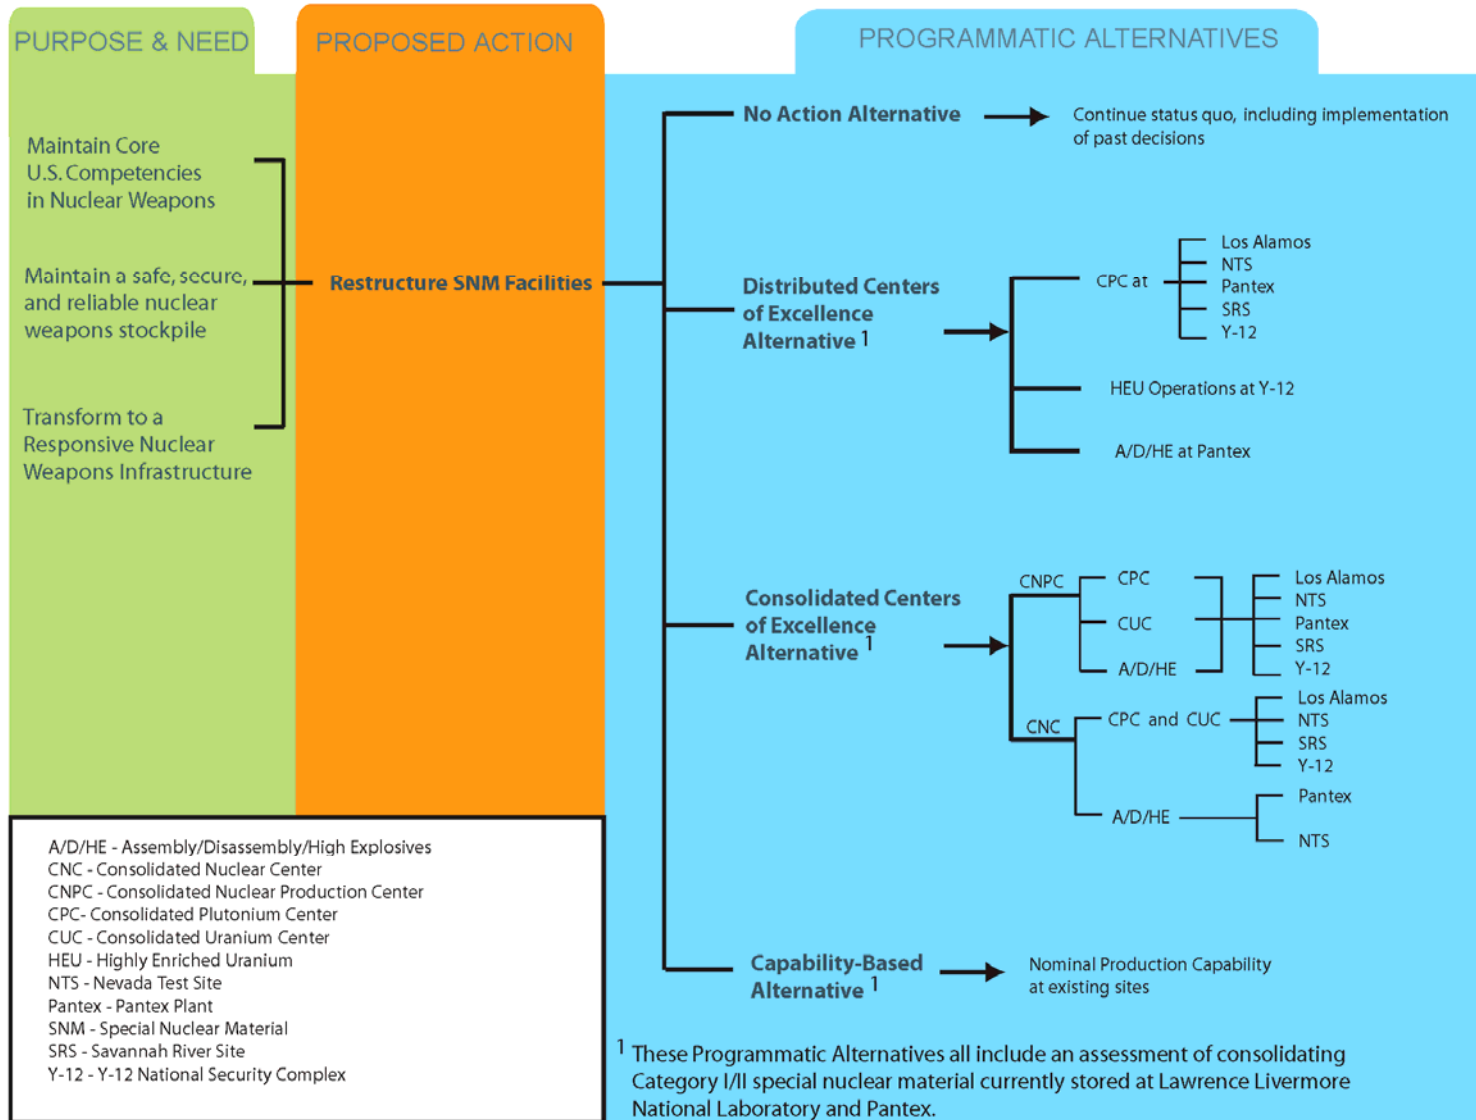 PURPOSE & NEED
PROPOSED ACTION
PROGRAMMATIC ALTERNATIVES
Maintain Core
U.S. Competencies
in Nuclear Weapons
Maintain a safe, secure,
and reliable nuclear
weapons stockpile
Transform to a
Responsive Nuclear
Weapons Infrastructure
Restructure SNM Facilities
No Action Alternative
Continue status quo, including implementation
of past decisions
Distributed Centers
of Excellence
Alternative 1
CPC at
Los Alamos
NTS
Pantex
SRS
Y-12
HEU Operations at Y-12
A/D/HE at Pantex
Consolidated Centers
of Excellence
Alternative 1
CNPC
CPC
CUC
A/D/HE
Los Alamos
NTS
Pantex
SRS
Y-12
CNC
CPC and CUC
Los Alamos
NTS
SRS
Y-12
A/D/HE
Pantex
NTS
Capability-Based
Alternative 1
Nominal Production Capability
at existing sites
A/D/HE - Assembly/Disassembly/High Explosives
CNC - Consolidated Nuclear Center
CNPC - Consolidated Nuclear Production Center
CPC- Consolidated Plutonium Center
CUC - Consolidated Uranium Center
HEU - Highly Enriched Uranium
NTS - Nevada Test Site
Pantex - Pantex Plant
SNM - Special Nuclear Material
SRS - Savannah River Site
Y-12 - Y-12 National Security Complex
1 These Programmatic Alternatives all include an assessment of consolidating
Category I/II special nuclear material currently stored at Lawrence Livermore
National Laboratory and Pantex.